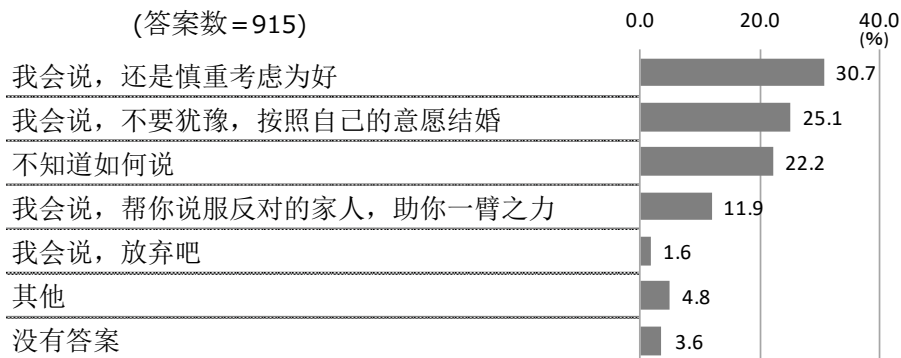 (答案数=915)
0.0 20.0 40.0
(%)
我会说，还是慎重考虑为好 30.7
我会说，不要犹豫，按照自己的意愿结婚 25.1
不知道如何说 22.2
我会说，帮你说服反对的家人，助你一臂之力 11.9
我会说，放弃吧 1.6
其他 4.8
没有答案 3.6